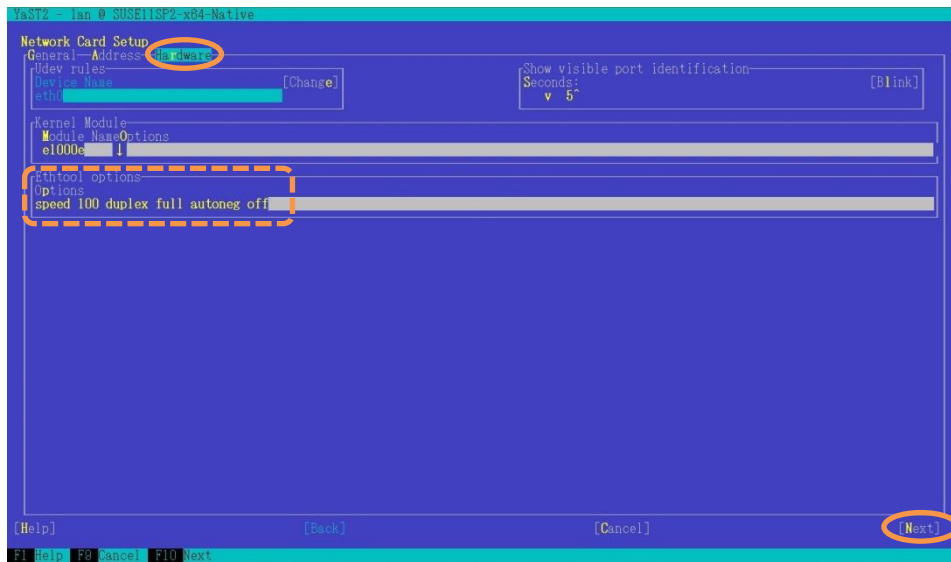 YaST2 - lan @ SUSE11SP2-x64-Native
Network Card Setup
General Address Hardware
Udev rules
Device Name [Change]
eth0
Show visible port identification
Seconds: [Blink]
v 5^
Kernel Module
Module Name Options
e1000e ↓
Ethtool options
Options
speed 100 duplex full autoneg off
[Help] [Back] [Cancel] [Next]
F1 Help F9 Cancel F10 Next